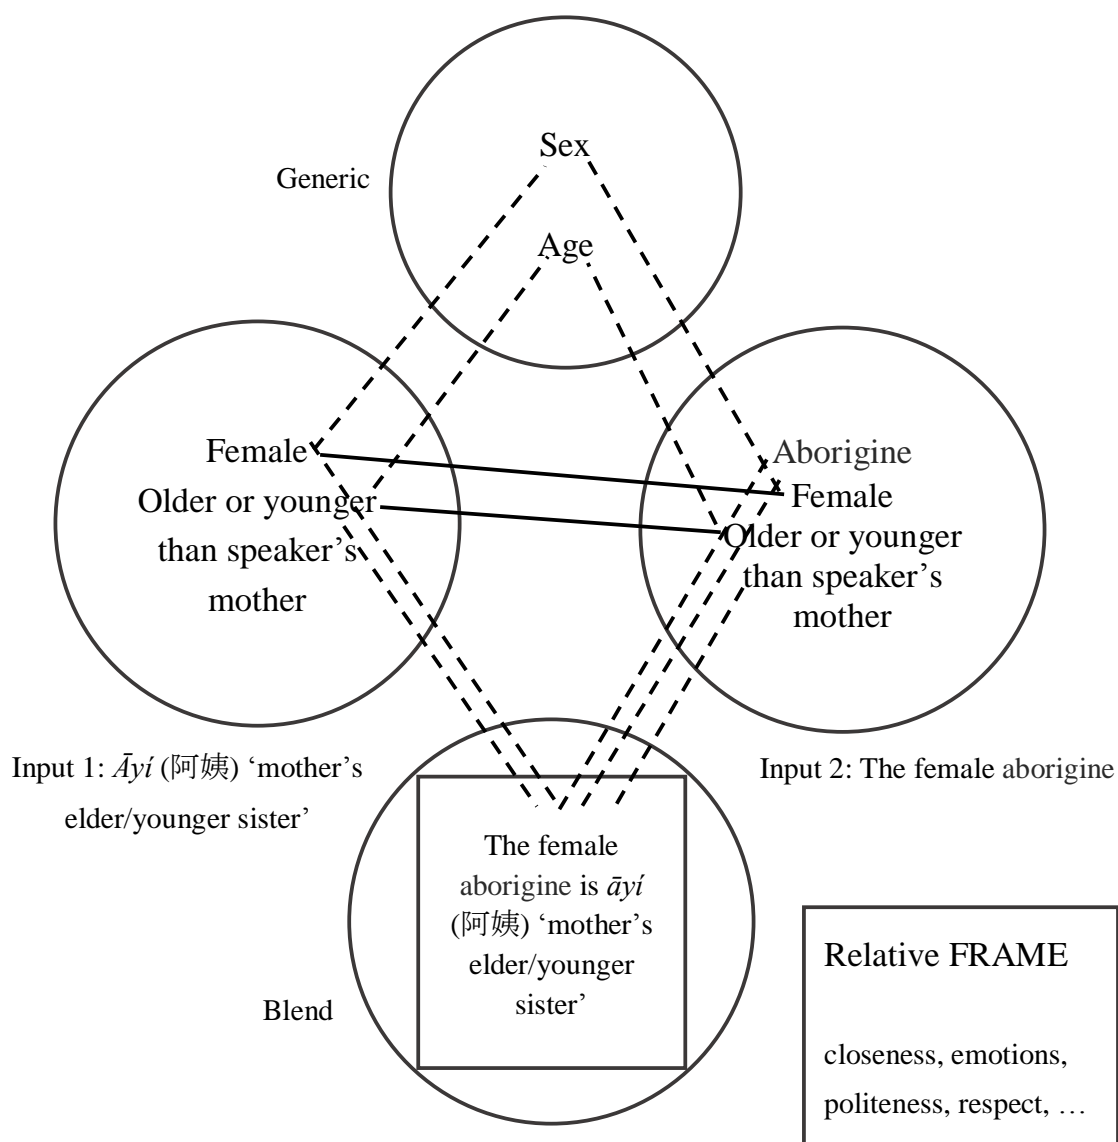 Sex
Generic
Age
Female
Older or younger
than speaker’s
mother
Aborigine
Female
Older or younger
than speaker’s
mother
Input 1: Āyí (阿姨) ‘mother’s
elder/younger sister’
Input 2: The female aborigine
The female
aborigine is āyí
(阿姨) ‘mother’s
elder/younger
sister’
Blend
Relative FRAME
closeness, emotions,
politeness, respect, …